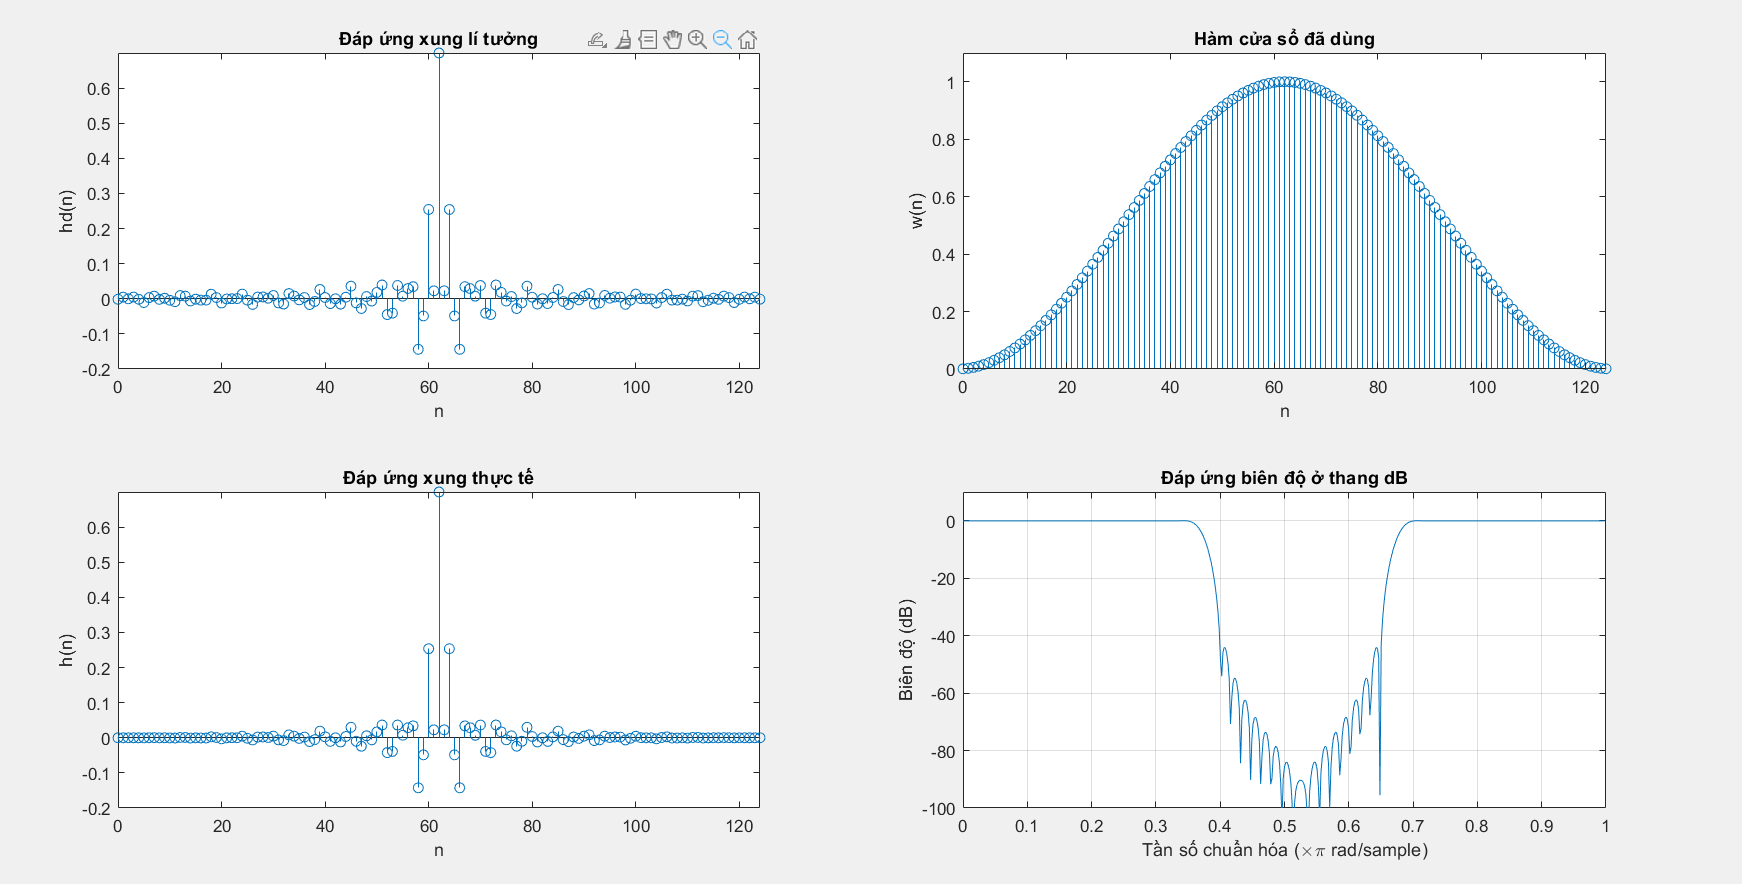 Đáp ứng xung lí tưởng
0.6
0.5
0.4
0.3
0.2
0.1
0
-0.1
-0.2
hd(n)
0 20 40 60 80 100 120
n
Hàm cửa sổ đã dùng
1
0.8
0.6
0.4
0.2
0
w(n)
0 20 40 60 80 100 120
n
Đáp ứng xung thực tế
0.6
0.5
0.4
0.3
0.2
0.1
0
-0.1
-0.2
h(n)
0 20 40 60 80 100 120
n
Đáp ứng biên độ ở thang dB
0
-20
-40
-60
-80
-100
Biên độ (dB)
0 0.1 0.2 0.3 0.4 0.5 0.6 0.7 0.8 0.9 1
Tần số chuẩn hóa (×π rad/sample)